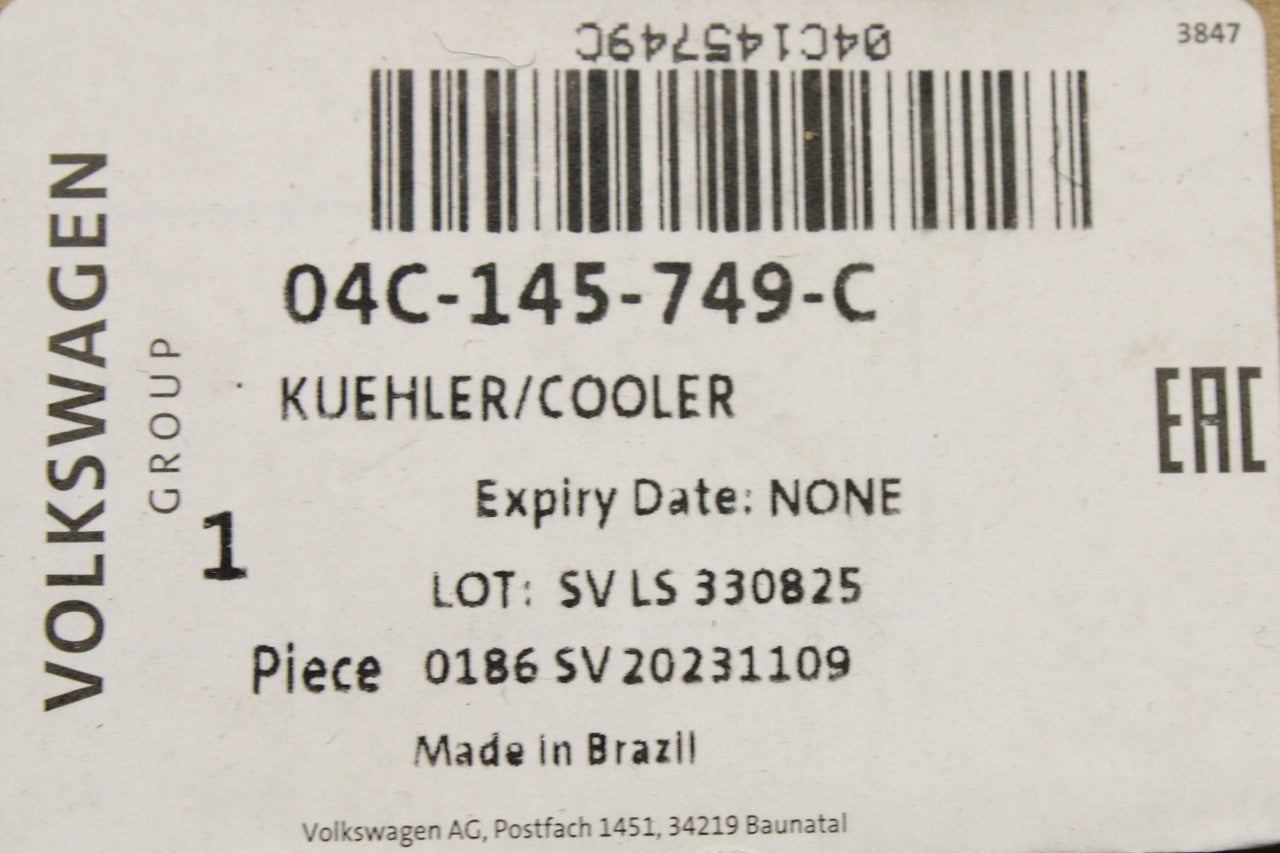 04C145749C
3847
04C-145-749-C
KUEHLER/COOLER
EAC
Expiry Date: NONE
LOT: SV LS 330825
1
Piece 0186 SV 20231109
Made in Brazil
Volkswagen AG, Postfach 1451, 34219 Baunatal
VOLKSWAGEN
GROUP